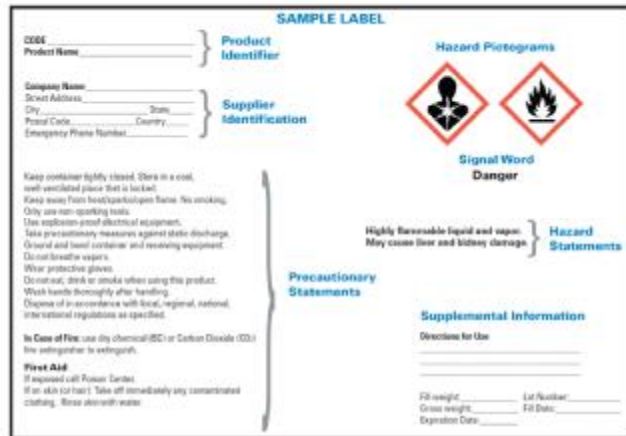 SAMPLE LABEL
CODE
Product Name
Product
Identifier
Company Name
Street Address
City State
Postal Code Country
Emergency Phone Number
Supplier
Identification
Keep container tightly closed. Store in a cool,
well-ventilated place that is locked.
Keep away from heat/sparks/open flame. No smoking.
Only use non-sparking tools.
Use explosion-proof electrical equipment.
Take precautionary measures against static discharge.
Ground and bond container and receiving equipment.
Do not breathe vapors.
Wear protective gloves.
Do not eat, drink or smoke when using this product.
Wash hands thoroughly after handling.
Dispose of in accordance with local, regional, national,
international regulations as specified.
In Case of Fire: use dry chemical (BC) or Carbon Dioxide (CO₂)
fire extinguisher to extinguish.
First Aid
If exposed call Poison Center.
If on skin (or hair): Take off immediately any contaminated
clothing. Rinse skin with water.
Precautionary
Statements
Hazard Pictograms
Signal Word
Danger
Highly flammable liquid and vapor.
May cause liver and kidney damage.
Hazard
Statements
Supplemental Information
Directions for Use
Fill weight: Lot Number:
Gross weight: Fill Date:
Expiration Date: